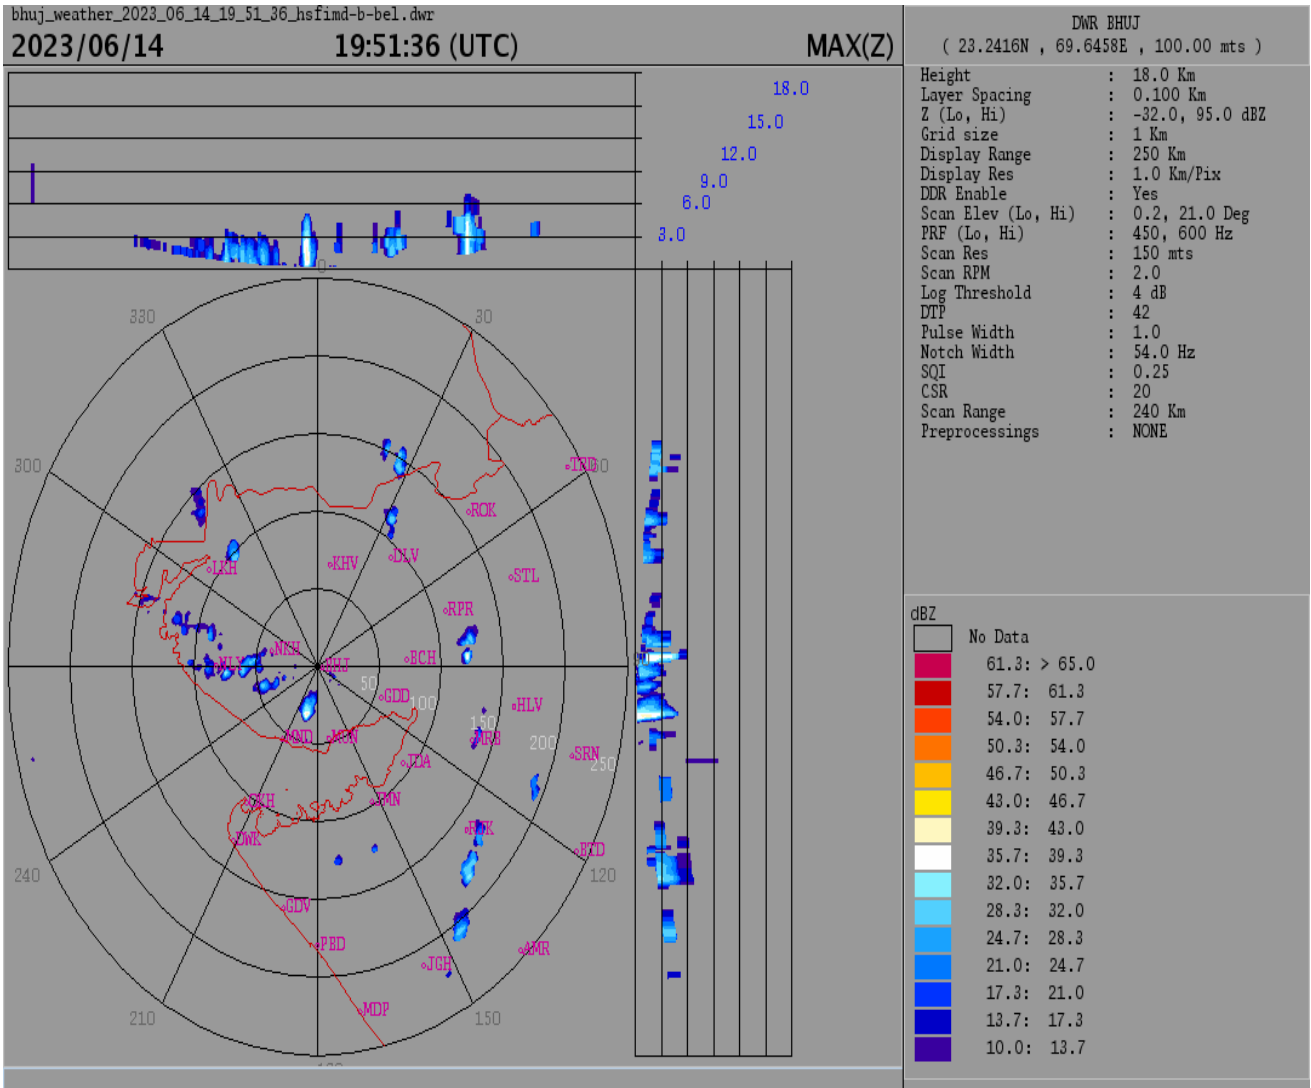 bhuj_weather_2023_06_14_19_51_36_hsfimd-b-bel.dwr
2023/06/14 19:51:36 (UTC) MAX(Z)
18.0
15.0
12.0
9.0
6.0
3.0
0
330
30
300
TRD
60
ROK
KHV
DLV
LKH
STL
RPR
NKH
NLY
BHJ
BCH
50
GDD
100
HLV
150
MND
MUN
MRB
200
SRN
250
JDA
OKH
JMN
DWK
RJK
BTD
240
120
GDV
PBD
AMR
JGH
MDP
210
150
DWR BHUJ
( 23.2416N , 69.6458E , 100.00 mts )
Height : 18.0 Km
Layer Spacing : 0.100 Km
Z (Lo, Hi) : -32.0, 95.0 dBZ
Grid size : 1 Km
Display Range : 250 Km
Display Res : 1.0 Km/Pix
DDR Enable : Yes
Scan Elev (Lo, Hi) : 0.2, 21.0 Deg
PRF (Lo, Hi) : 450, 600 Hz
Scan Res : 150 mts
Scan RPM : 2.0
Log Threshold : 4 dB
DTP : 42
Pulse Width : 1.0
Notch Width : 54.0 Hz
SQI : 0.25
CSR : 20
Scan Range : 240 Km
Preprocessings : NONE
dBZ
No Data
61.3: > 65.0
57.7: 61.3
54.0: 57.7
50.3: 54.0
46.7: 50.3
43.0: 46.7
39.3: 43.0
35.7: 39.3
32.0: 35.7
28.3: 32.0
24.7: 28.3
21.0: 24.7
17.3: 21.0
13.7: 17.3
10.0: 13.7